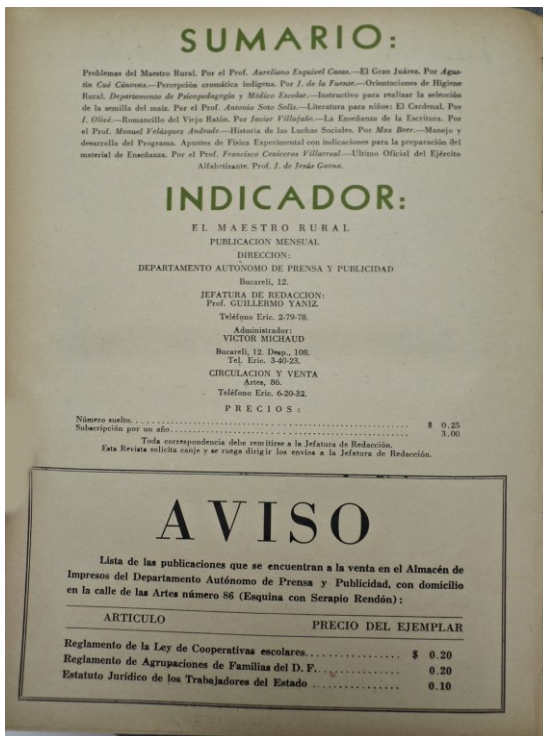 SUMARIO:
Problemas del Maestro Rural. Por el Prof. Aureliano Esquivel Casas.—El Gran Juárez. Por Agus-
tín Cué Cánovas.—Percepción cromática indígena. Por J. de la Fuente.—Orientaciones de Higiene
Rural. Departamento de Psicopedagogía y Médico Escolar.—Instructivo para realizar la selección
de la semilla del maíz. Por el Prof. Antonio Soto Solís.—Literatura para niños: El Cardenal. Por
J. Olivé.—Romancillo del Viejo Ratón. Por Javier Villafañe.—La Enseñanza de la Escritura. Por
el Prof. Manuel Velázquez Andrade.—Historia de las Luchas Sociales. Por Max Beer.—Manejo y
desarrollo del Programa. Apuntes de Física Experimental con indicaciones para la preparación del
material de Enseñanza. Por el Prof. Francisco Ceniceros Villarreal.—Ultimo Oficial del Ejército
Alfabetizante. Prof. J. de Jesús Gaona.
INDICADOR:
EL MAESTRO RURAL
PUBLICACION MENSUAL
DIRECCION:
DEPARTAMENTO AUTÓNOMO DE PRENSA Y PUBLICIDAD
Bucareli, 12.
JEFATURA DE REDACCION:
Prof. GUILLERMO YANIZ.
Teléfono Eric. 2-79-78.
Administrador:
VICTOR MICHAUD
Bucareli, 12. Desp., 108.
Tel. Eric. 3-40-23.
CIRCULACION Y VENTA
Artes, 86.
Teléfono Eric. 6-20-32.
PRECIOS:
Número suelto. . . . . . . . . . . . . . . . . . . . $ 0.25
Subscripción por un año. . . . . . . . . . . . . . . . . . . . 3.00
Toda correspondencia debe remitirse a la Jefatura de Redacción.
Esta Revista solicita canje y se ruega dirigir los envíos a la Jefatura de Redacción.
AVISO
Lista de las publicaciones que se encuentran a la venta en el Almacén de
Impresos del Departamento Autónomo de Prensa y Publicidad, con domicilio
en la calle de las Artes número 86 (Esquina con Serapio Rendón):
ARTICULO PRECIO DEL EJEMPLAR
Reglamento de la Ley de Cooperativas escolares. . . . . . . . . . . $ 0.20
Reglamento de Agrupaciones de Familias del D. F. . . . . . . . . . . 0.20
Estatuto Jurídico de los Trabajadores del Estado . . . . . . . . . . 0.10